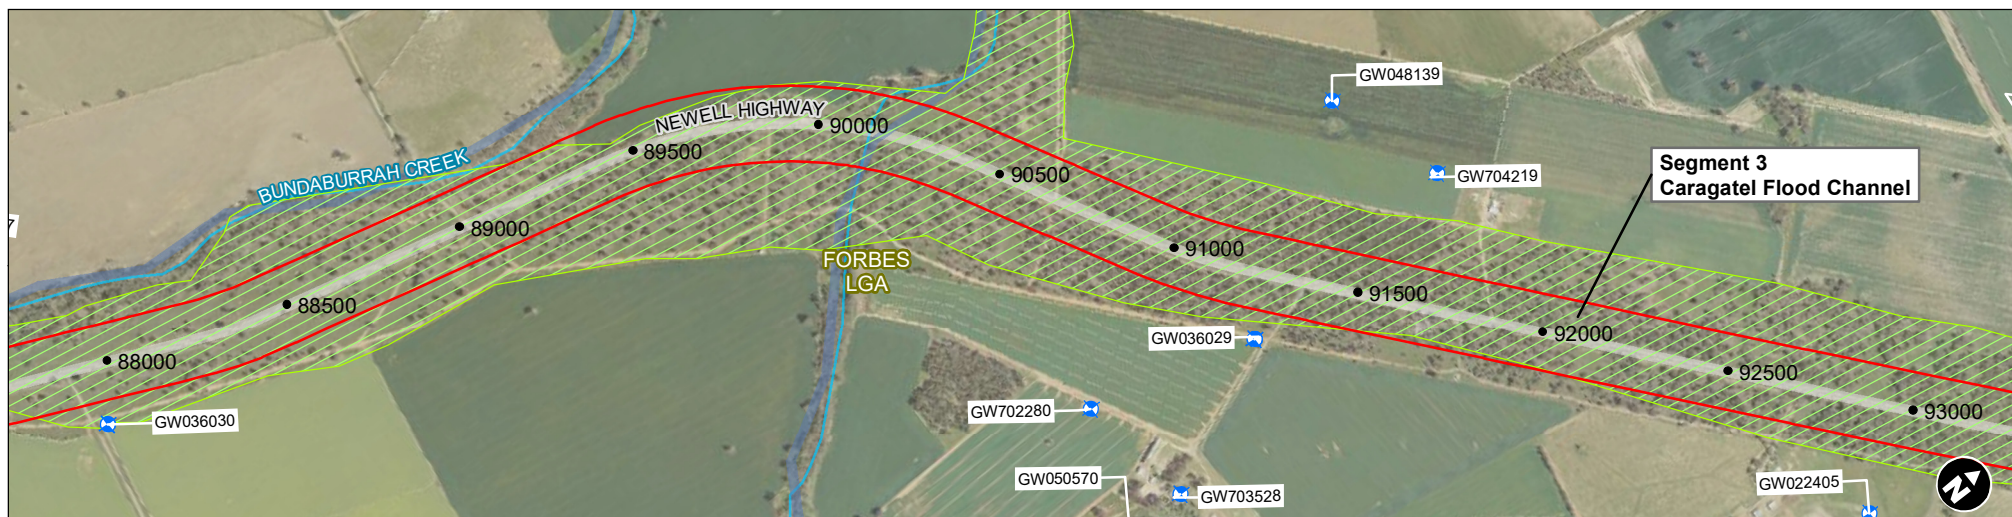 GW048139
NEWELL HIGHWAY
90000
89500
BUNDABURRAH CREEK
90500
GW704219
Segment 3
Caragatel Flood Channel
7
89000
91000
FORBES
LGA
88500
91500
GW036029
92000
88000
92500
GW036030
GW702280
93000
GW050570
GW703528
GW022405
N